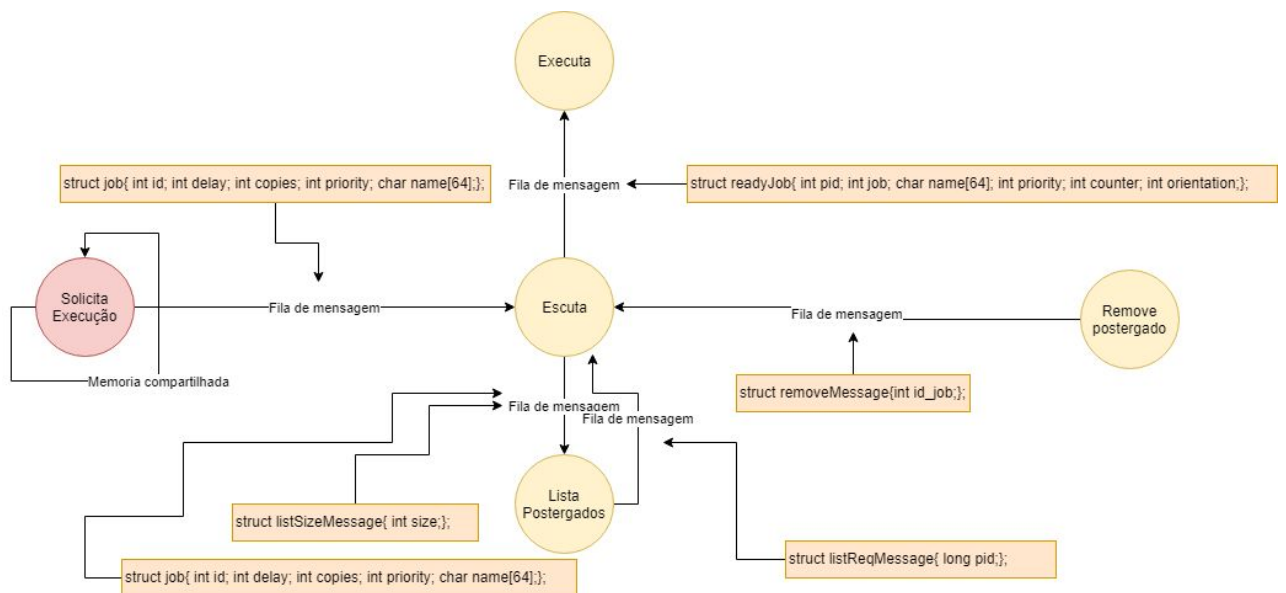 Executa
struct job{ int id; int delay; int copies; int priority; char name[64];};
Fila de mensagem
struct readyJob{ int pid; int job; char name[64]; int priority; int counter; int orientation;};
Solicita
Execução
Fila de mensagem
Escuta
Fila de mensagem
Remove
postergado
Memoria compartilhada
struct removeMessage{int id_job;};
Fila de mensagem
Fila de mensagem
Lista
Postergados
struct listSizeMessage{ int size;};
struct listReqMessage{ long pid;};
struct job{ int id; int delay; int copies; int priority; char name[64];};